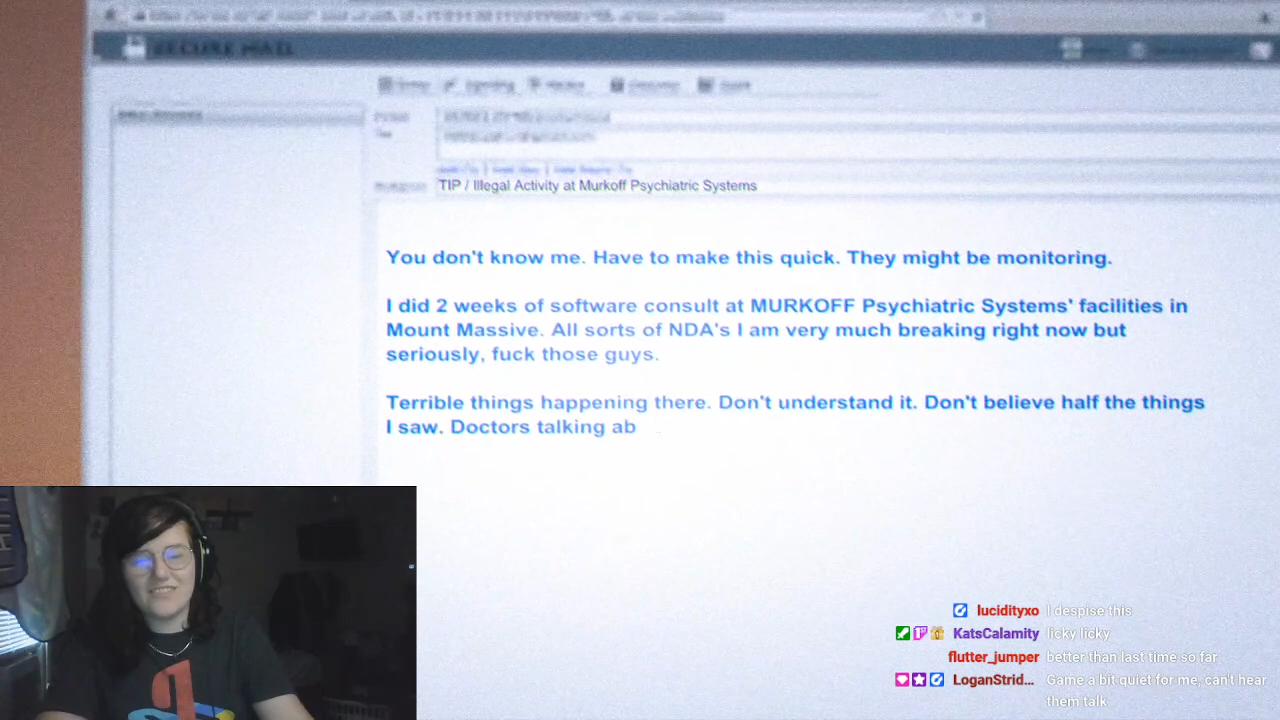 SECURE MAIL
TIP / Illegal Activity at Murkoff Psychiatric Systems
You don't know me. Have to make this quick. They might be monitoring.
I did 2 weeks of software consult at MURKOFF Psychiatric Systems' facilities in
Mount Massive. All sorts of NDA's I am very much breaking right now but
seriously, fuck those guys.
Terrible things happening there. Don't understand it. Don't believe half the things
I saw. Doctors talking ab
lucidityxo I despise this
KatsCalamity licky licky
flutter_jumper better than last time so far
LoganStrid... Game a bit quiet for me, can't hear
them talk